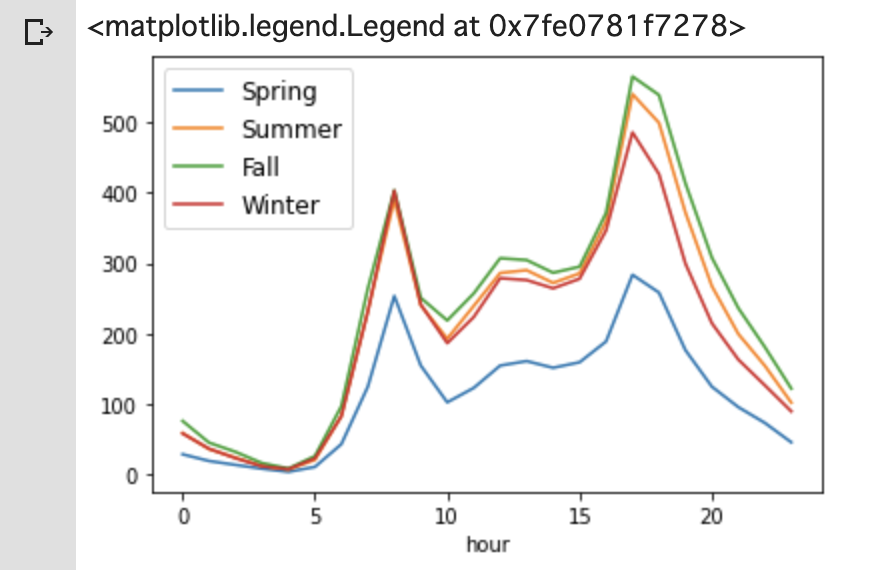 <matplotlib.legend.Legend at 0x7fe0781f7278>
Spring
Summer
Fall
Winter
500
400
300
200
100
0
0 5 10 15 20
hour